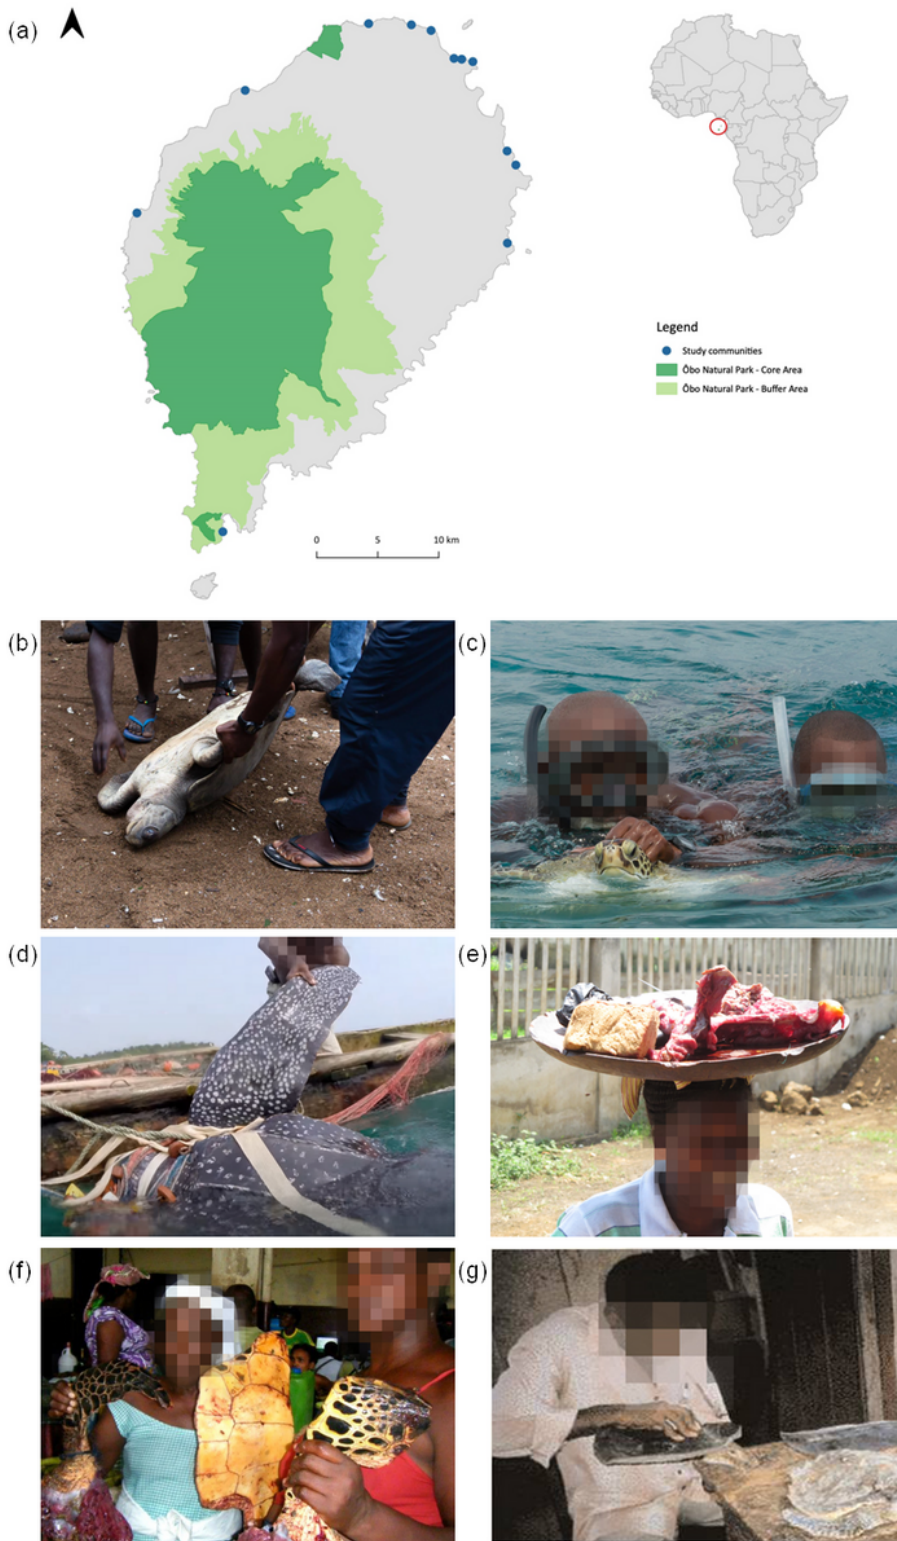 (a)
Legend
Study communities
Ôbo Natural Park - Core Area
Ôbo Natural Park - Buffer Area
0 5 10 km
(b)
(c)
(d)
(e)
(f)
(g)